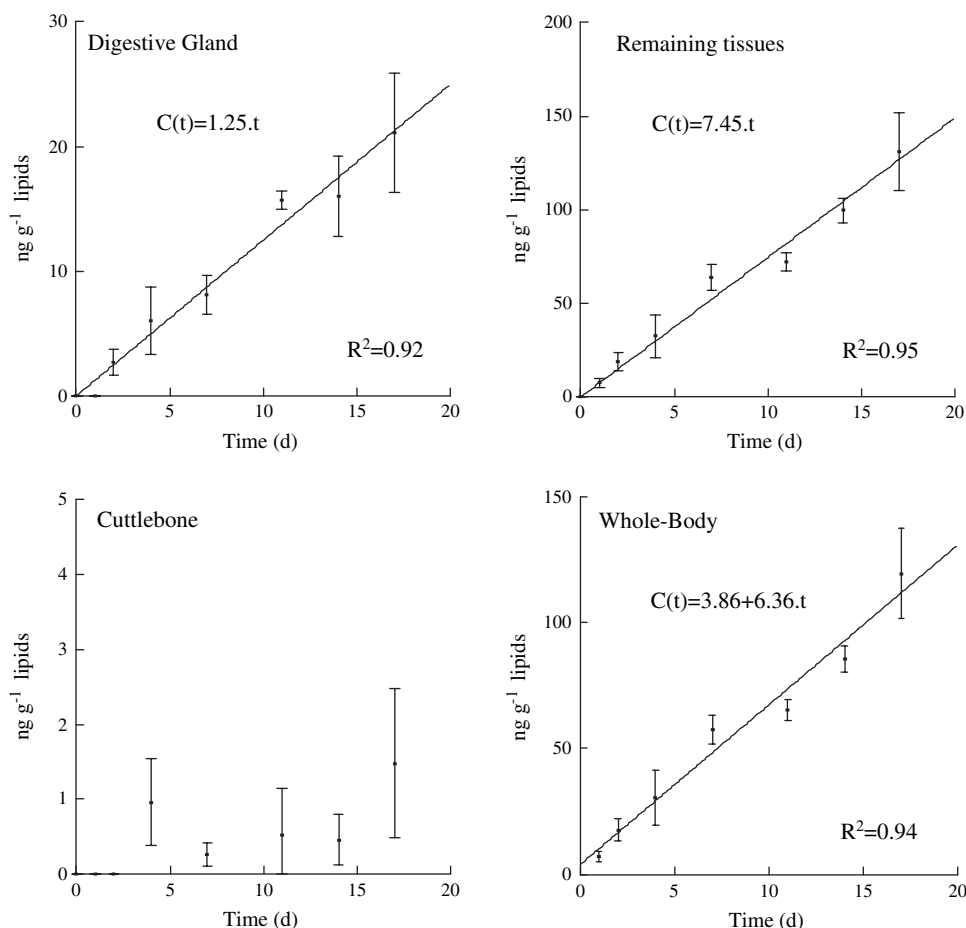 Digestive Gland
C(t)=1.25.t
R²=0.92
ng g⁻¹ lipids
30
20
10
0
0 5 10 15 20
Time (d)
Remaining tissues
C(t)=7.45.t
R²=0.95
ng g⁻¹ lipids
200
150
100
50
0
0 5 10 15 20
Time (d)
Cuttlebone
ng g⁻¹ lipids
5
4
3
2
1
0
0 5 10 15 20
Time (d)
Whole-Body
C(t)=3.86+6.36.t
R²=0.94
ng g⁻¹ lipids
150
100
50
0
0 5 10 15 20
Time (d)